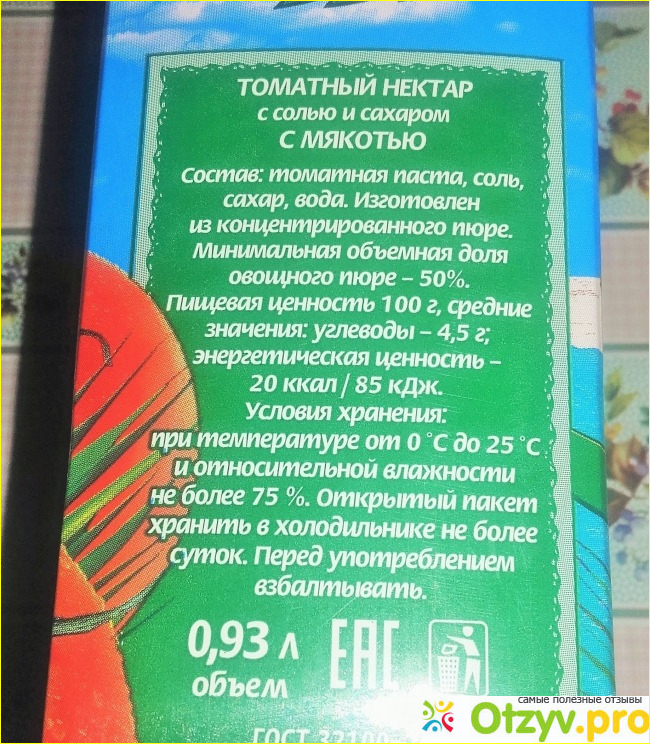 ТОМАТНЫЙ НЕКТАР
с солью и сахаром
С МЯКОТЬЮ
Состав: томатная паста, соль,
сахар, вода. Изготовлен
из концентрированного пюре.
Минимальная объемная доля
овощного пюре – 50%.
Пищевая ценность 100 г, средние
значения: углеводы – 4,5 г;
энергетическая ценность –
20 ккал / 85 кДж.
Условия хранения:
при температуре от 0 °С до 25 °С
и относительной влажности
не более 75 %. Открытый пакет
хранить в холодильнике не более
суток. Перед употреблением
взбалтывать.
0,93 л
объем
EAC
ГОСТ
самые полезные отзывы
Otzyv.pro